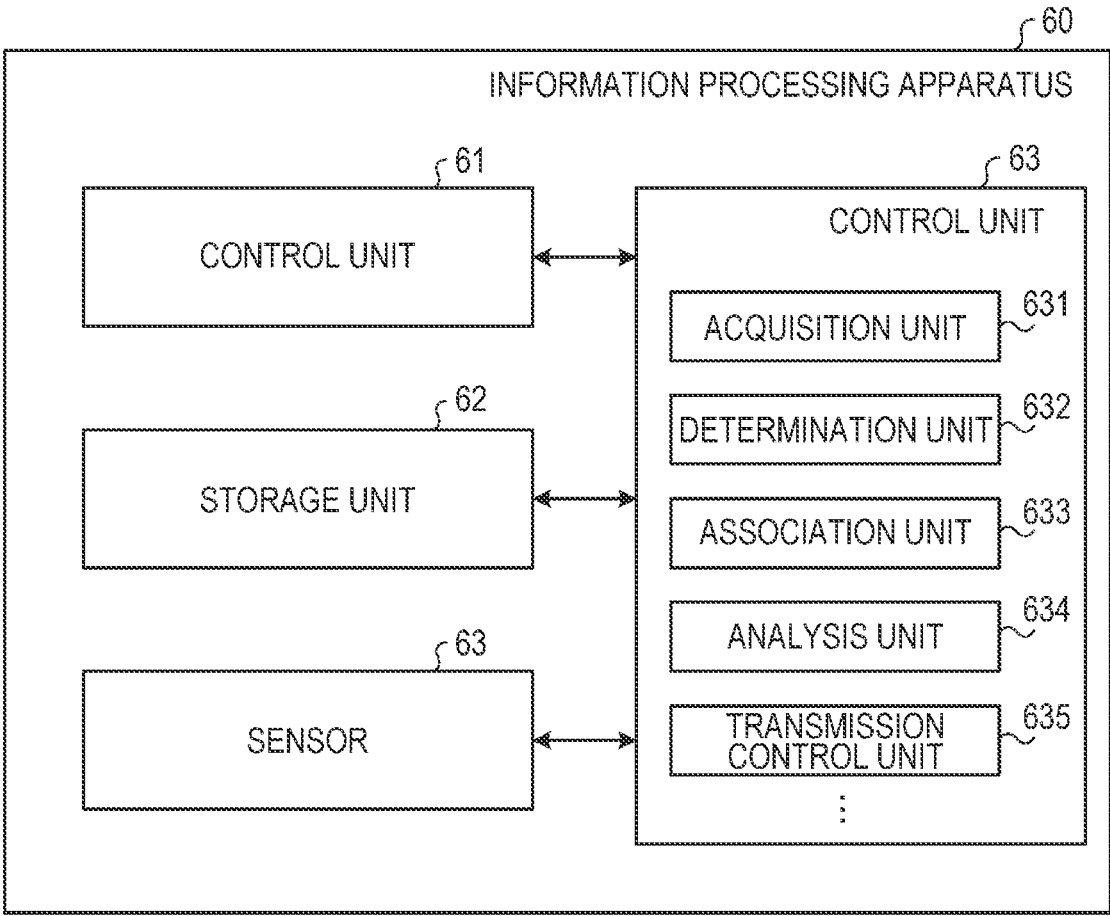 60
INFORMATION PROCESSING APPARATUS
61
CONTROL UNIT
62
STORAGE UNIT
63
SENSOR
63
CONTROL UNIT
631
ACQUISITION UNIT
632
DETERMINATION UNIT
633
ASSOCIATION UNIT
634
ANALYSIS UNIT
635
TRANSMISSION
CONTROL UNIT
⋮